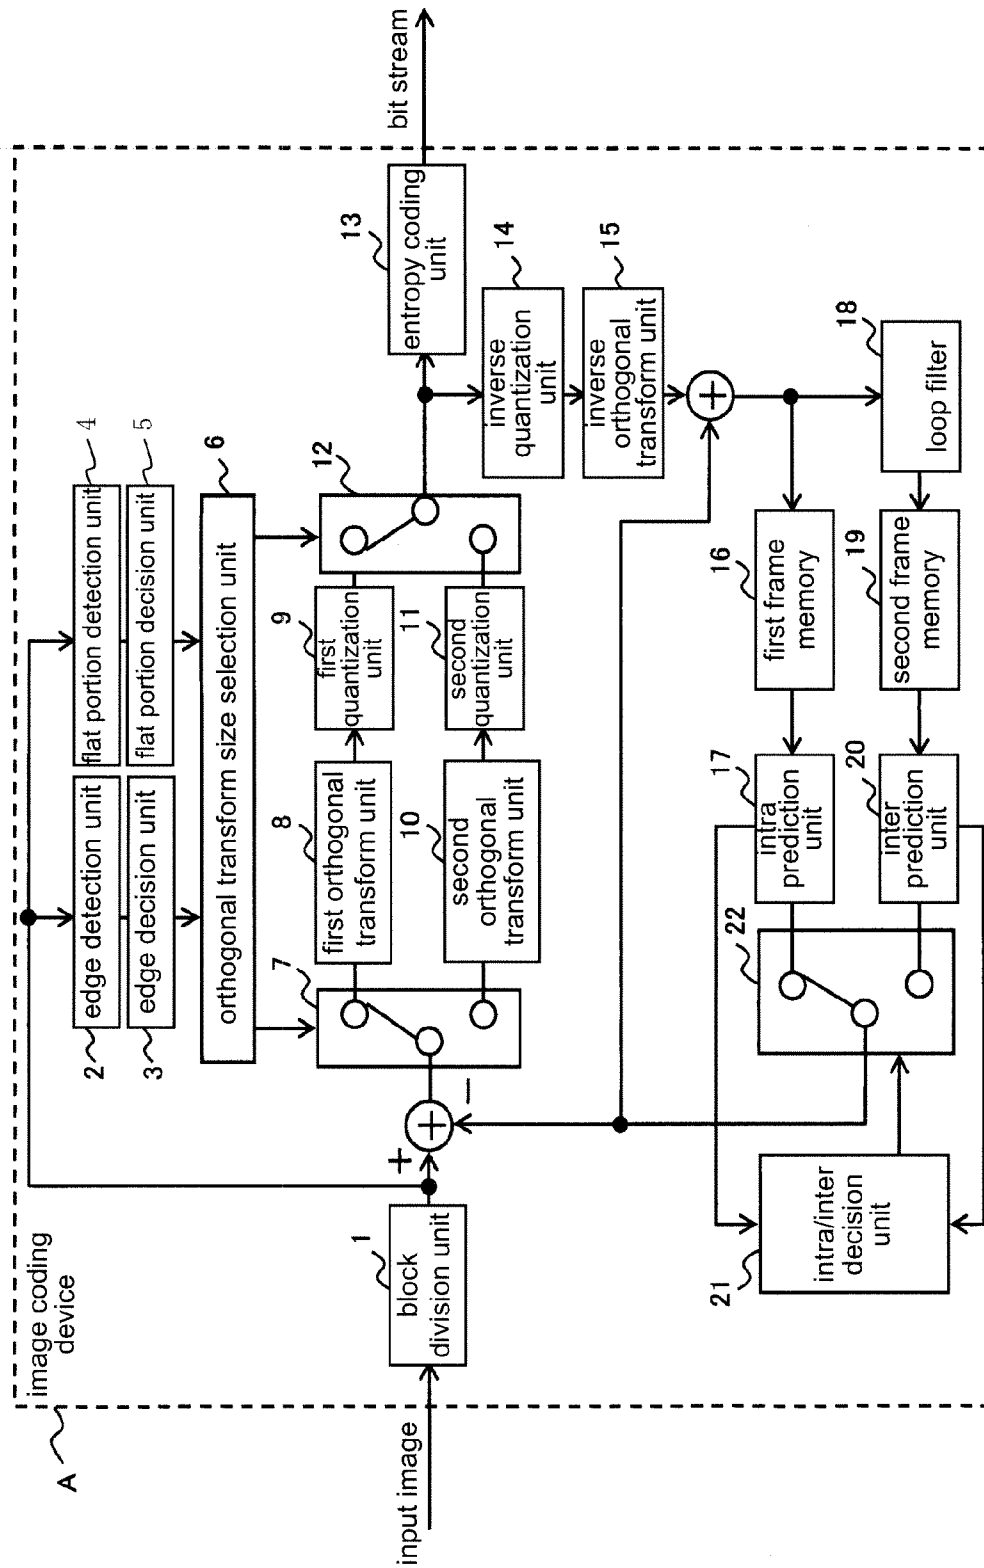 A
image coding
device
input image
1
block
division unit
2
edge detection unit
3
edge decision unit
flat portion detection unit
4
flat portion decision unit
5
orthogonal transform size selection unit
6
+
−
7
8
first orthogonal
transform unit
9
first
quantization
unit
10
second
orthogonal
transform unit
11
second
quantization
unit
12
13
entropy coding
unit
bit stream
14
inverse
quantization
unit
15
inverse
orthogonal
transform unit
16
first frame
memory
17
intra
prediction
unit
18
loop filter
19
second frame
memory
20
inter
prediction
unit
21
intra/inter
decision
unit
22